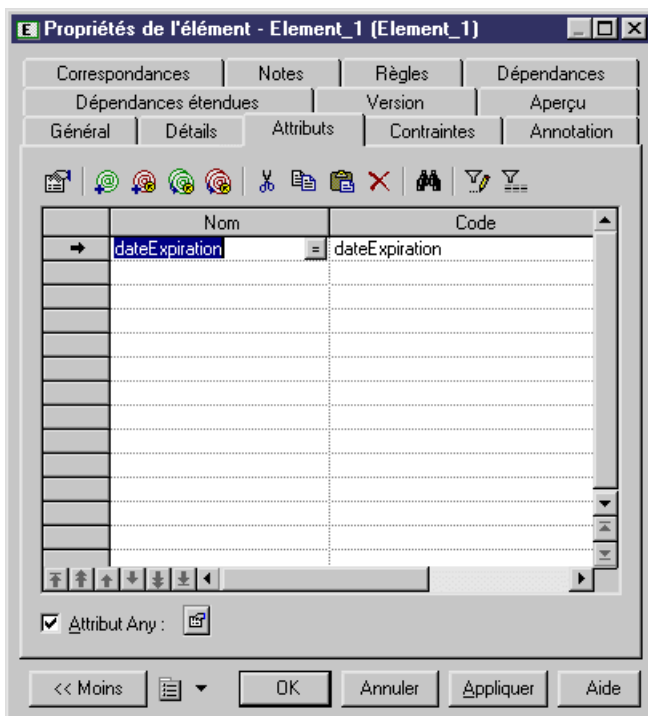 E Propriétés de l'élément - Element_1 (Element_1)
Correspondances Notes Règles Dépendances
Dépendances étendues Version Aperçu
Général Détails Attributs Contraintes Annotation
Nom Code
dateExpiration = dateExpiration
Attribut Any :
<< Moins OK Annuler Appliquer Aide